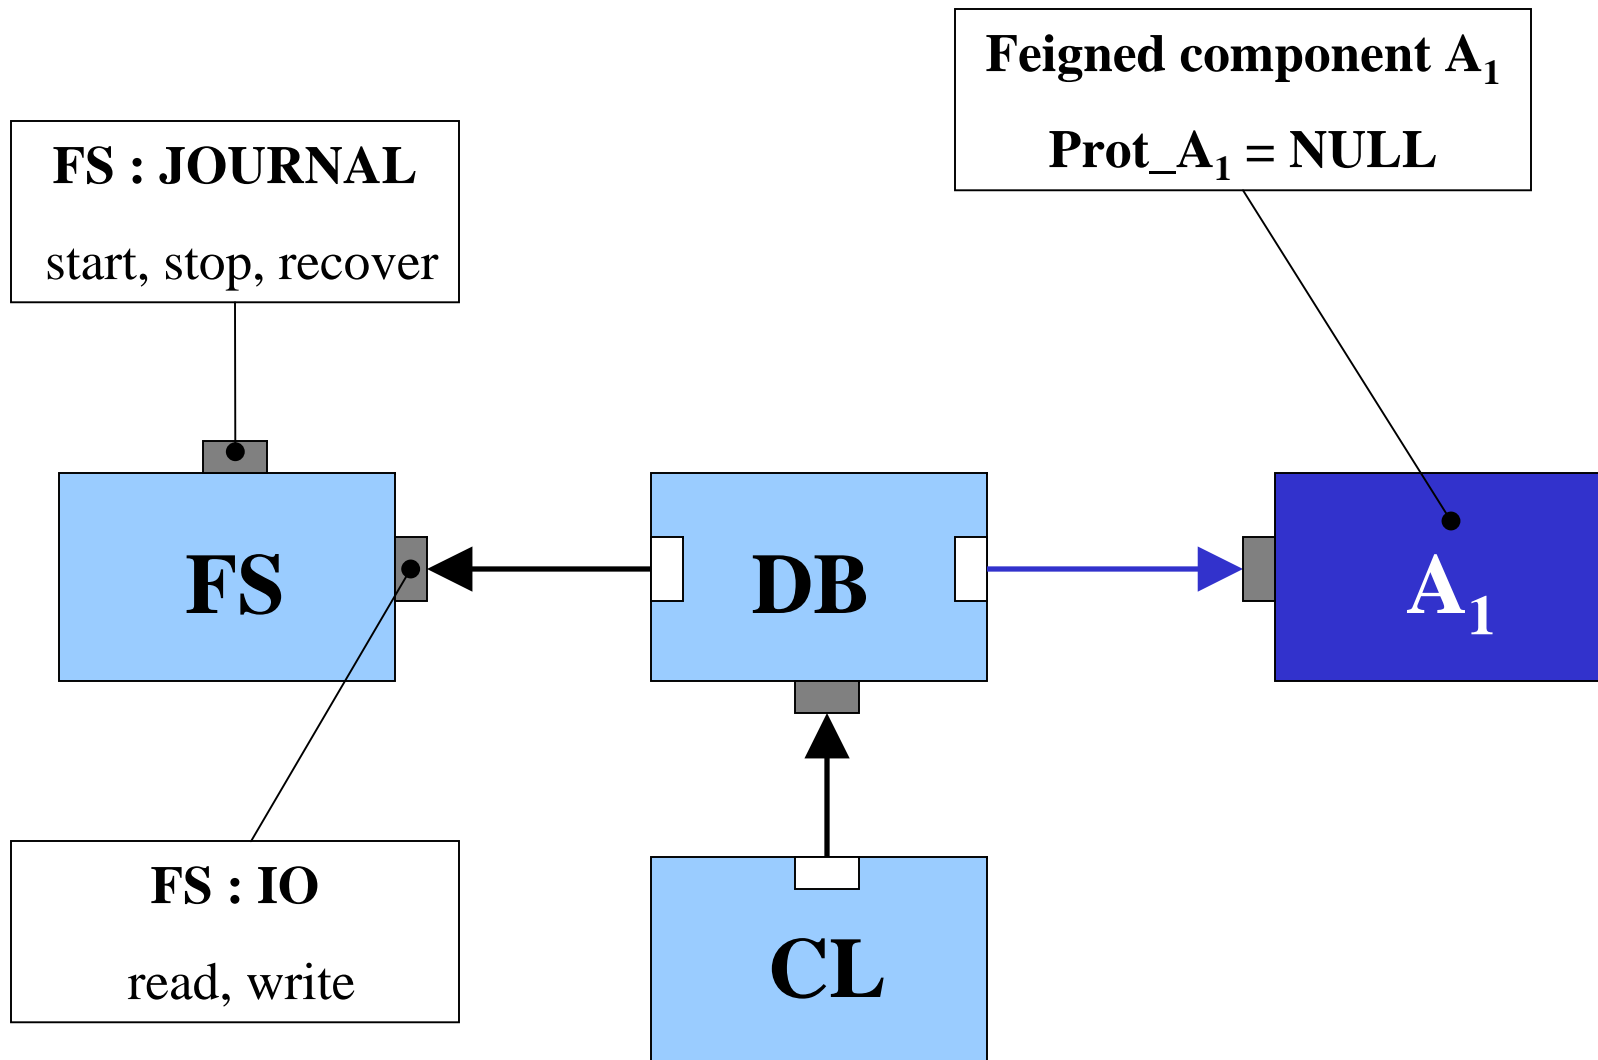 Feigned component A₁
Prot_A₁ = NULL
FS : JOURNAL
start, stop, recover
FS
DB
A₁
FS : IO
read, write
CL